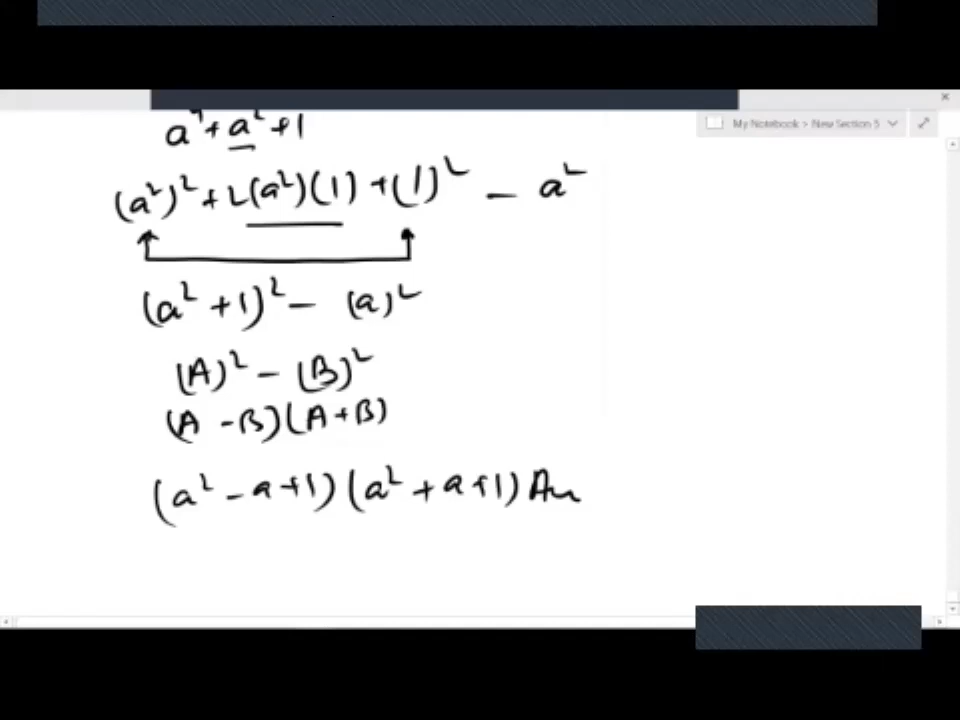 a⁴+a²+1
My Notebook > New Section 5
(a²)²+2(a²)(1)+(1)² - a²
(a²+1)² - (a)²
(A)² - (B)²
(A-B)(A+B)
(a²-a+1)(a²+a+1) Ans